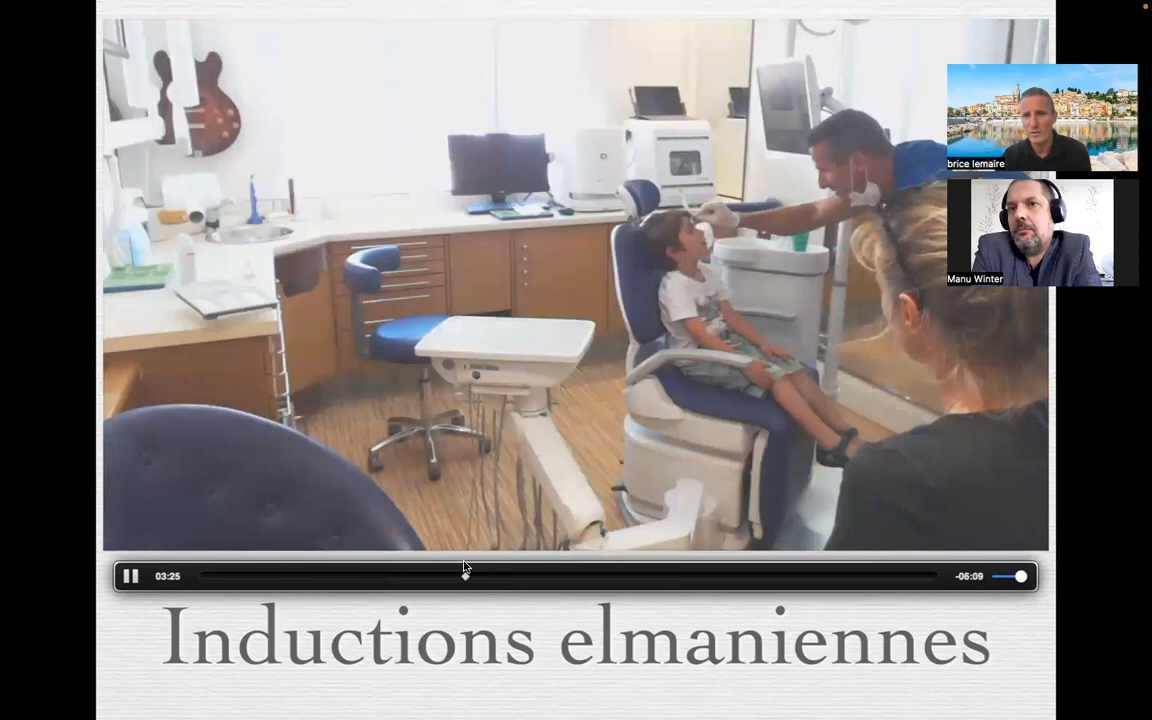 brice lemaire
Manu Winter
03:25
-06:09
Inductions elmaniennes